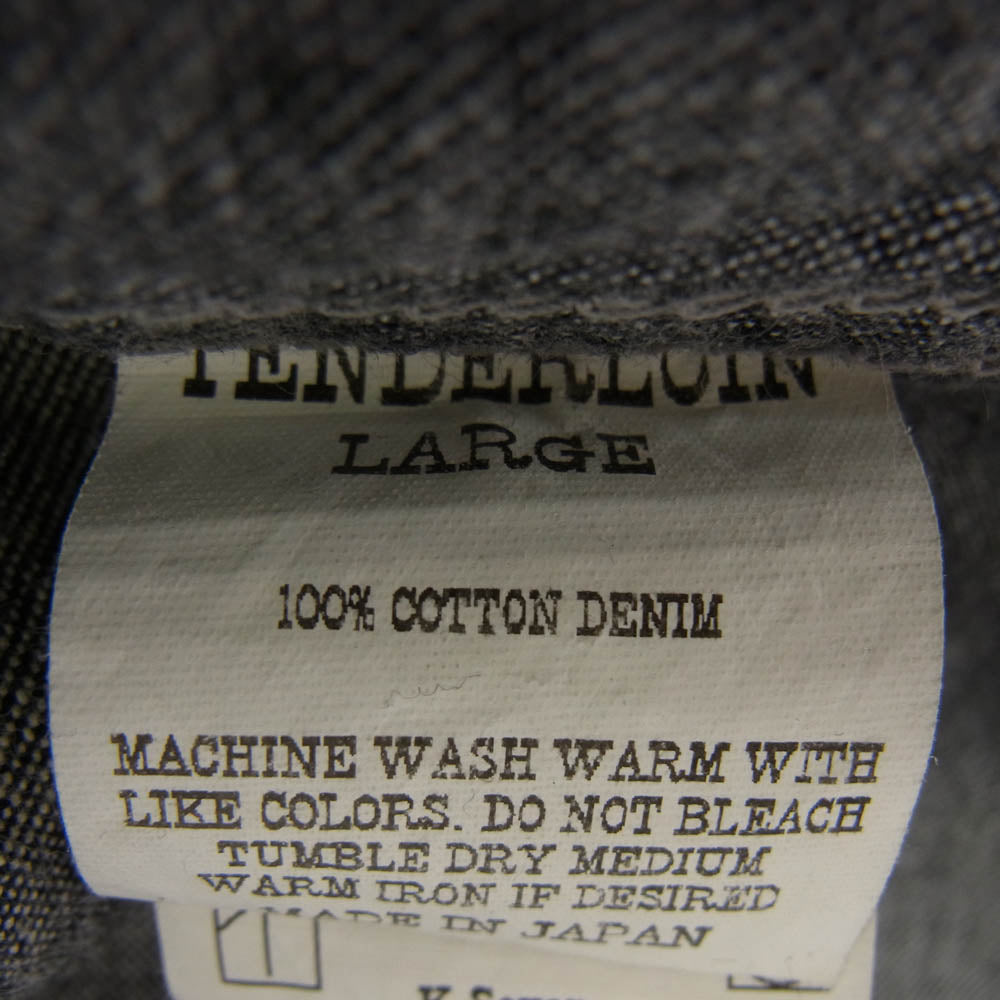 TENDERLOIN
LARGE
100% COTTON DENIM
MACHINE WASH WARM WITH
LIKE COLORS. DO NOT BLEACH
TUMBLE DRY MEDIUM
WARM IRON IF DESIRED
MADE IN JAPAN